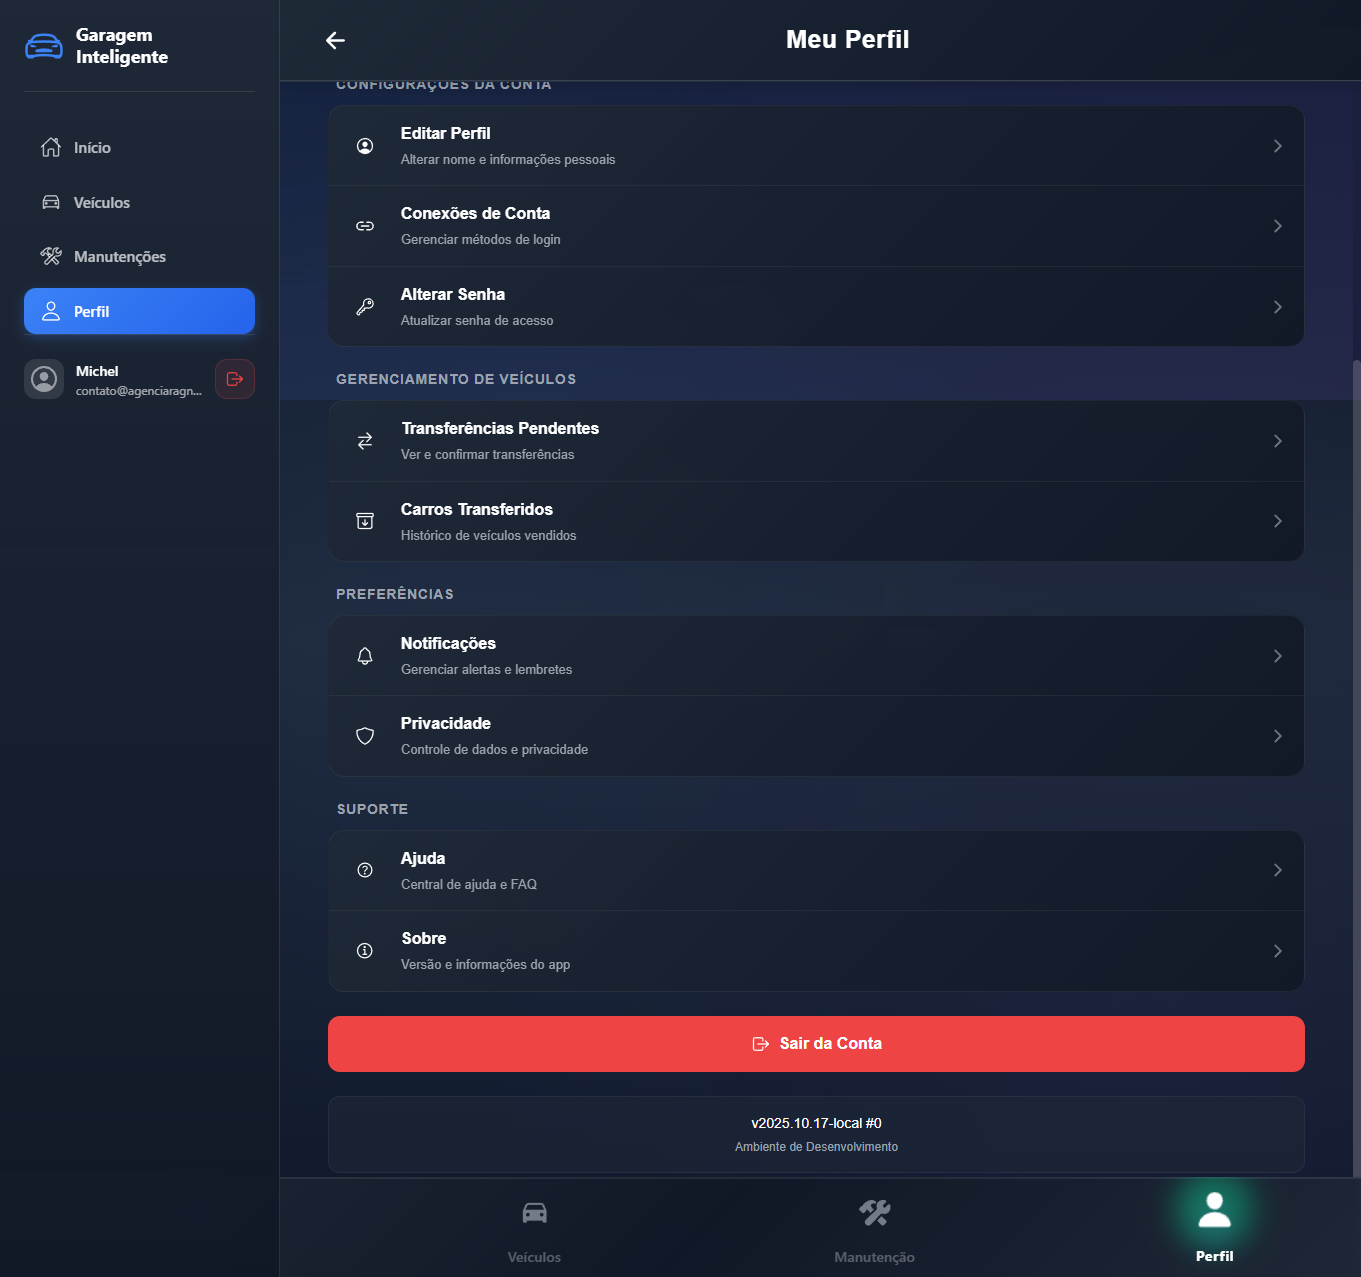 Garagem
Inteligente
Início
Veículos
Manutenções
Perfil
Michel
contato@agenciaragn...
Meu Perfil
CONFIGURAÇÕES DA CONTA
Editar Perfil
Alterar nome e informações pessoais
Conexões de Conta
Gerenciar métodos de login
Alterar Senha
Atualizar senha de acesso
GERENCIAMENTO DE VEÍCULOS
Transferências Pendentes
Ver e confirmar transferências
Carros Transferidos
Histórico de veículos vendidos
PREFERÊNCIAS
Notificações
Gerenciar alertas e lembretes
Privacidade
Controle de dados e privacidade
SUPORTE
Ajuda
Central de ajuda e FAQ
Sobre
Versão e informações do app
Sair da Conta
v2025.10.17-local #0
Ambiente de Desenvolvimento
Veículos
Manutenção
Perfil